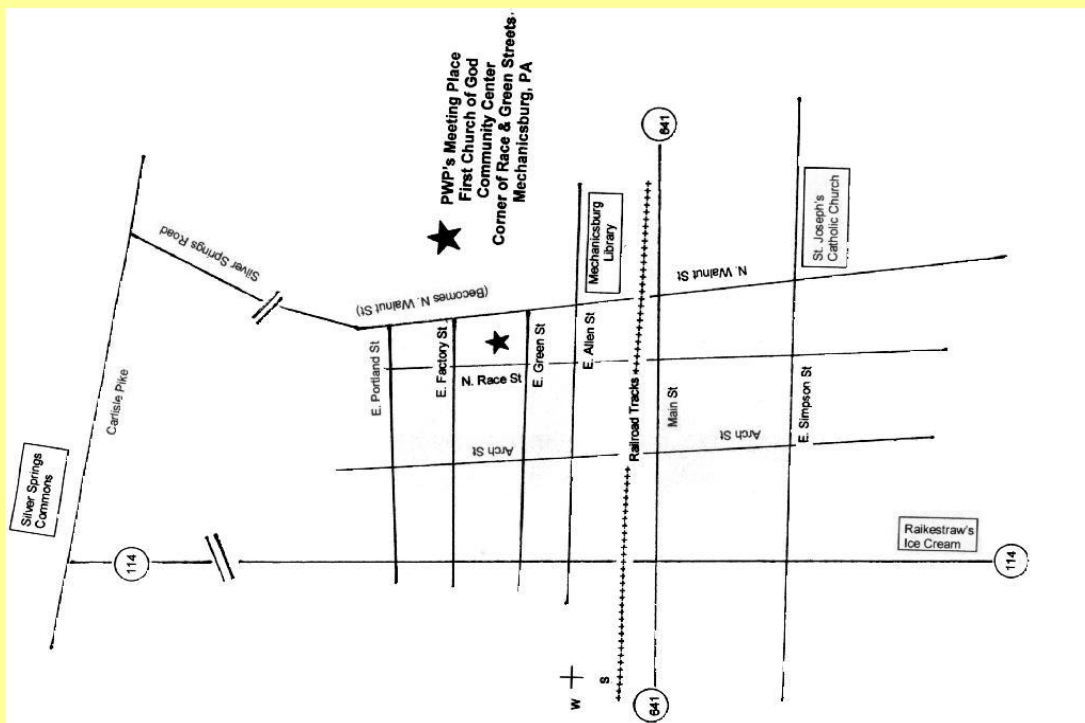 PWP's Meeting Place
First Church of God
Community Center
Corner of Race & Green Streets
Mechanicsburg, PA
Silver Springs
Commons
Carlisle Pike
Silver Springs Road
(Becomes N. Walnut St)
114
E. Portland St
E. Factory St
N. Race St
E. Green St
E. Allen St
Arch St
Mechanicsburg
Library
Railroad Tracks
641
Main St
641
N. Walnut St
Arch St
E. Simpson St
St. Joseph's
Catholic Church
Raikestraw's
Ice Cream
114
W
S